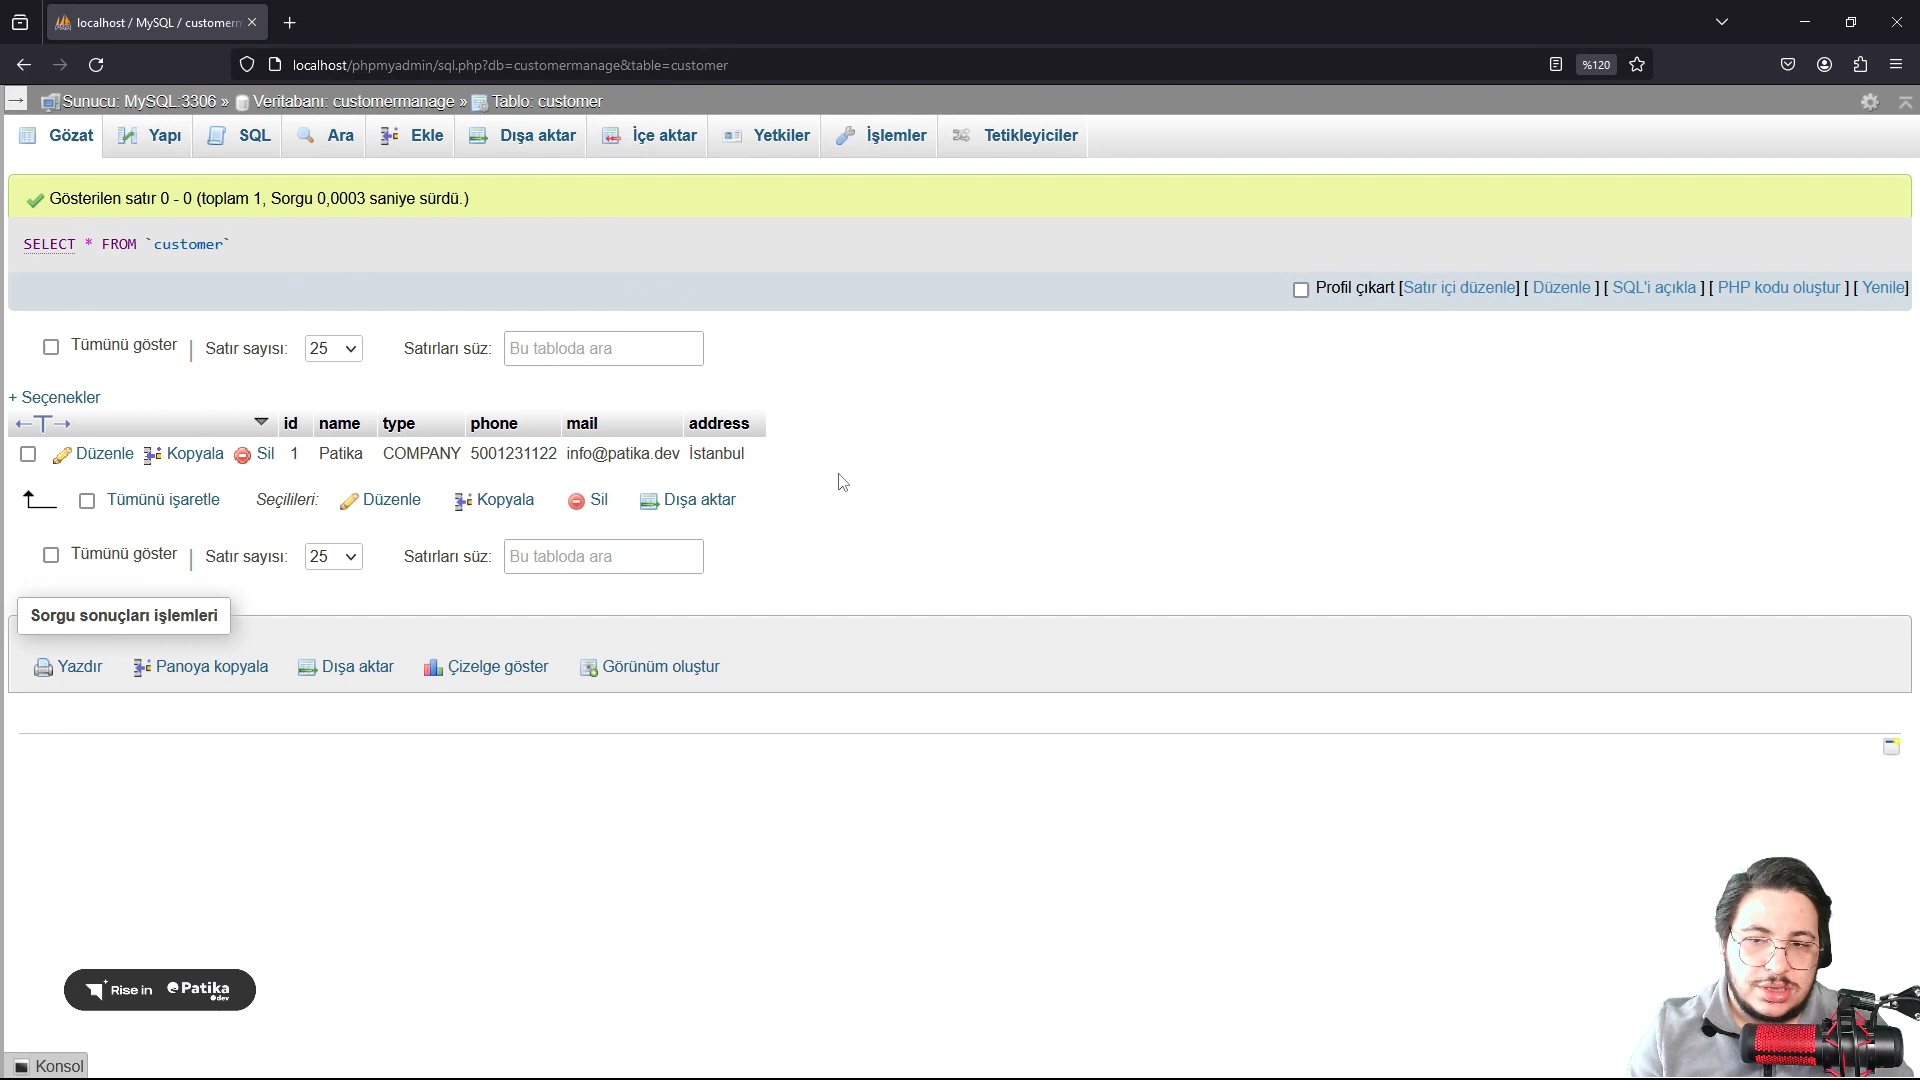 localhost / MySQL / customerm
%120
localhost/phpmyadmin/sql.php?db=customermanage&table=customer
Sunucu: MySQL:3306 » Veritabanı: customermanage » Tablo: customer
Gözat Yapı SQL Ara Ekle Dışa aktar İçe aktar Yetkiler İşlemler Tetikleyiciler
Gösterilen satır 0 - 0 (toplam 1, Sorgu 0,0003 saniye sürdü.)
SELECT * FROM `customer`
Profil çıkart [Satır içi düzenle] [ Düzenle ] [ SQL'i açıkla ] [ PHP kodu oluştur ] [ Yenile]
Tümünü göster | Satır sayısı: 25 Satırları süz: Bu tabloda ara
+ Seçenekler
←T→ id name type phone mail address
Düzenle Kopyala Sil 1 Patika COMPANY 5001231122 info@patika.dev İstanbul
Tümünü işaretle Seçilileri: Düzenle Kopyala Sil Dışa aktar
Tümünü göster | Satır sayısı: 25 Satırları süz: Bu tabloda ara
Sorgu sonuçları işlemleri
Yazdır Panoya kopyala Dışa aktar Çizelge göster Görünüm oluştur
Rise in Patika dev
Konsol